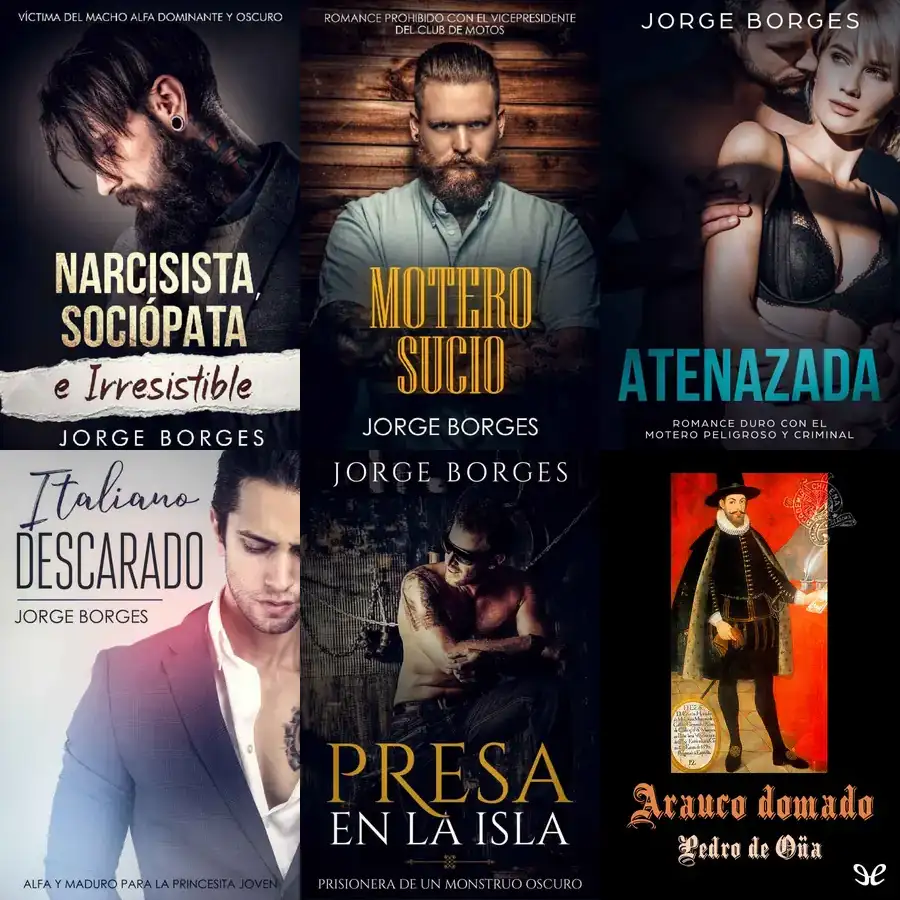 VÍCTIMA DEL MACHO ALFA DOMINANTE Y OSCURO
NARCISISTA,
SOCIÓPATA
e Irresistible
JORGE BORGES
ROMANCE PROHIBIDO CON EL VICEPRESIDENTE
DEL CLUB DE MOTOS
MOTERO
SUCIO
JORGE BORGES
JORGE BORGES
ATENAZADA
ROMANCE DURO CON EL
MOTERO PELIGROSO Y CRIMINAL
Italiano
DESCARADO
JORGE BORGES
ALFA Y MADURO PARA LA PRINCESITA JOVEN
JORGE BORGES
PRESA
EN LA ISLA
PRISIONERA DE UN MONSTRUO OSCURO
Arauco domado
Pedro de Oña